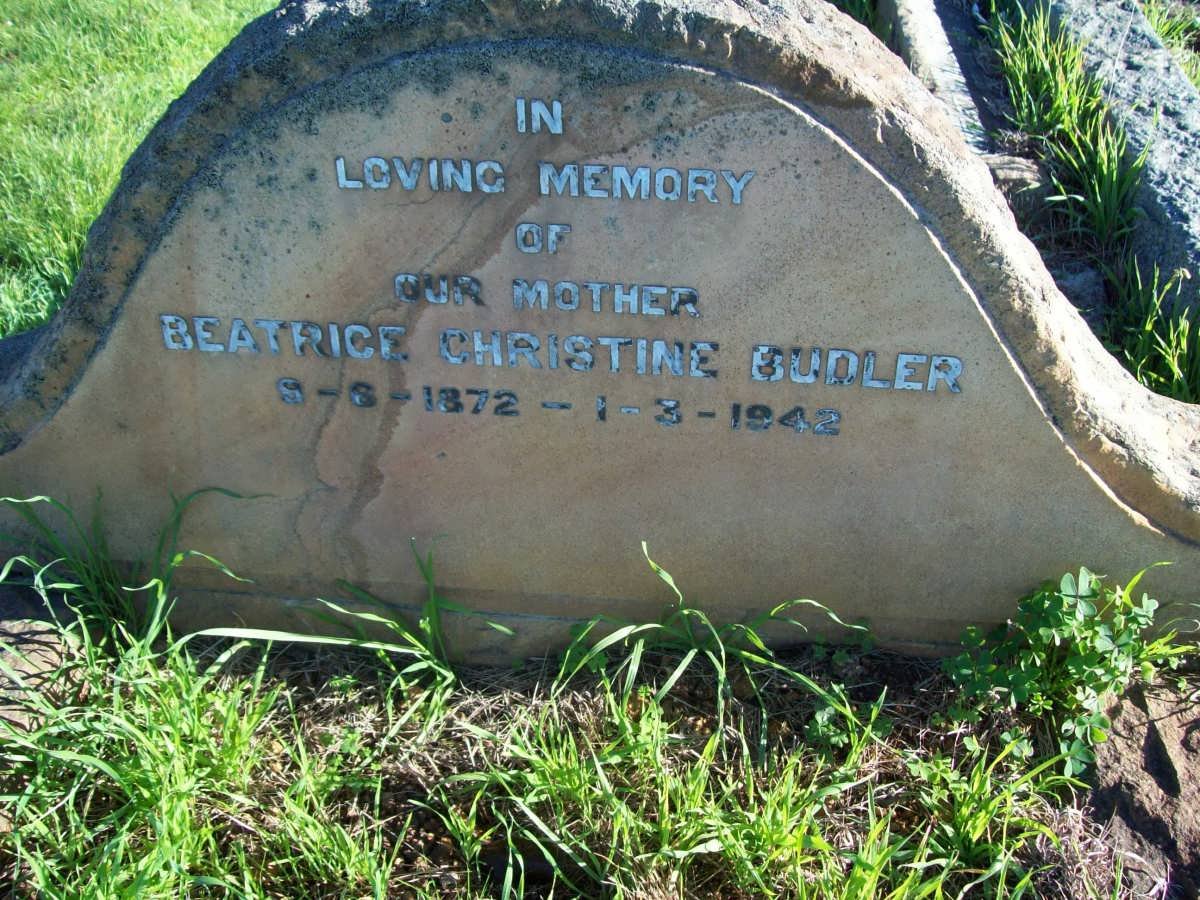 IN
LOVING MEMORY
OF
OUR MOTHER
BEATRICE CHRISTINE BUDLER
9-6-1872 — 1-3-1942